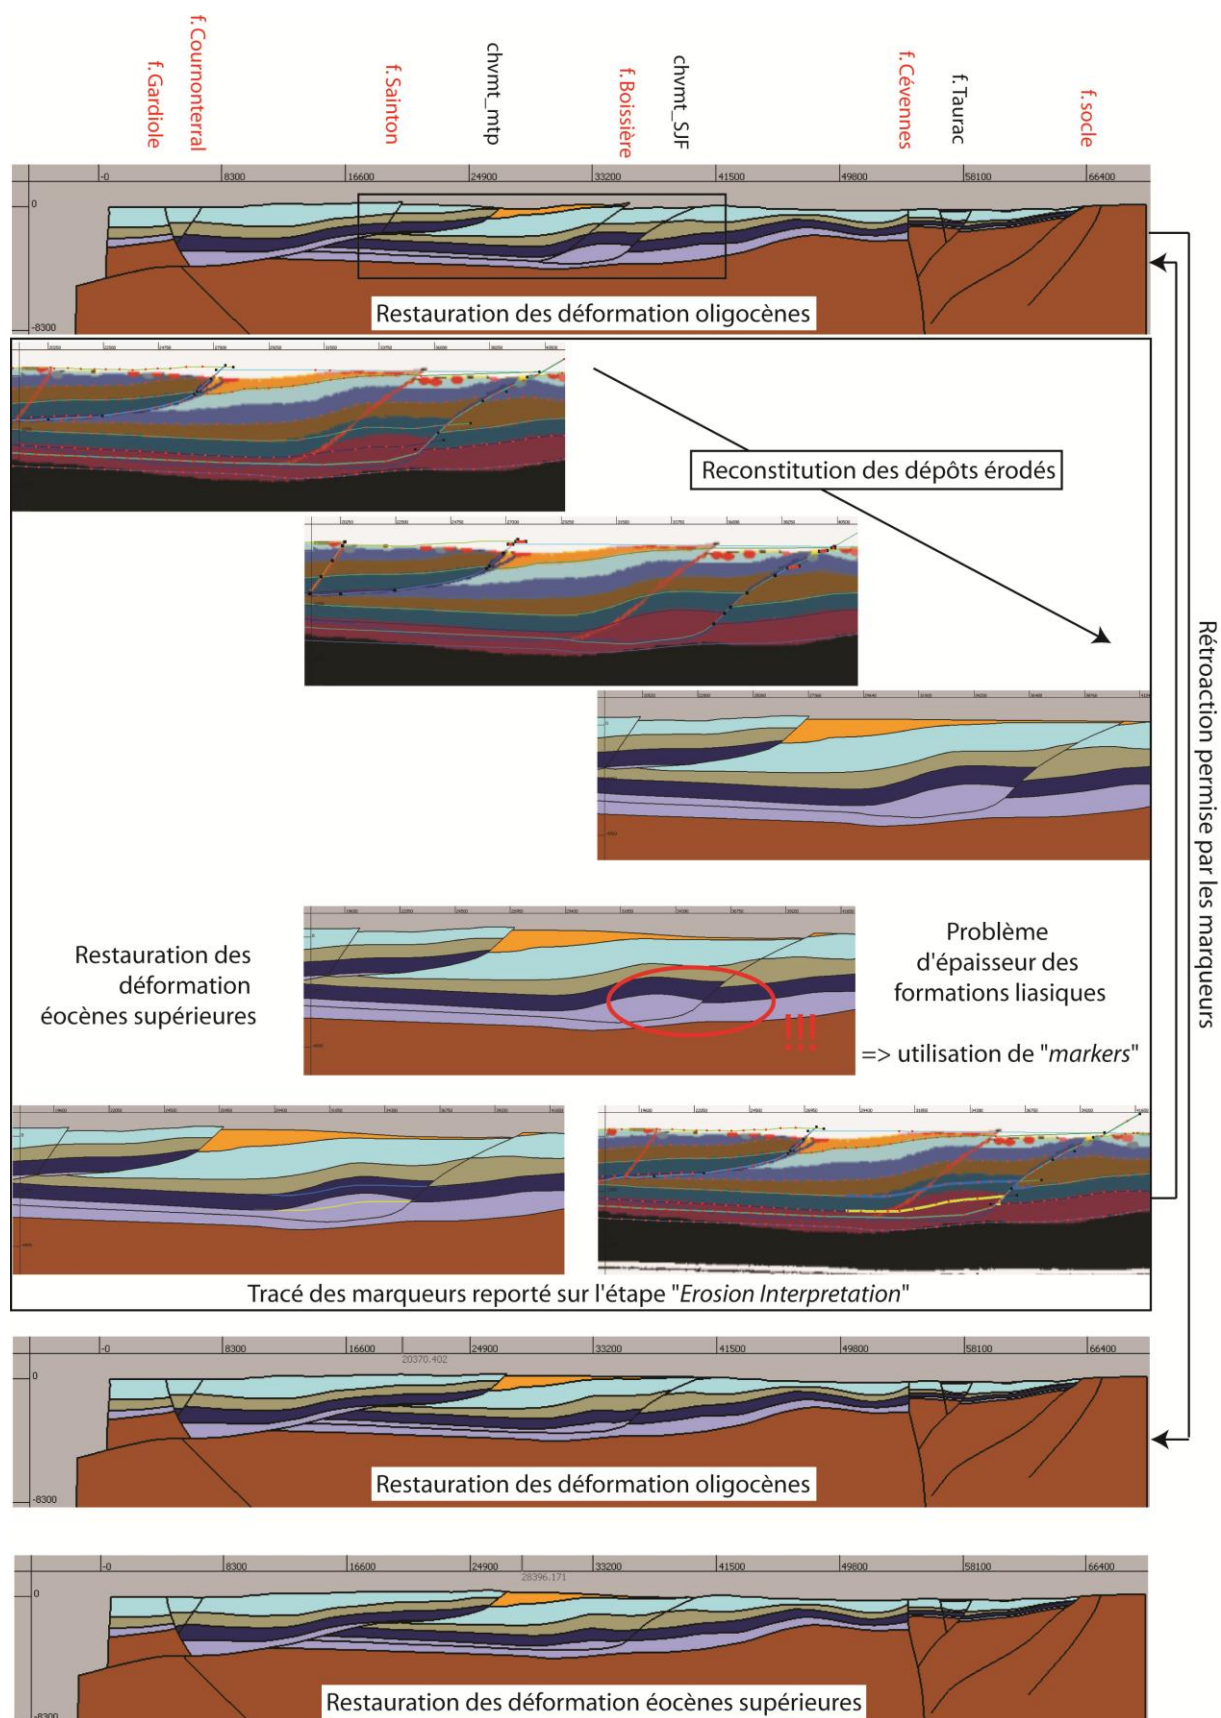 f.Gardiole
f.Cournonterral
f.Sainton
chvmt_mtp
f.Boissière
chvmt_SJF
f.Cévennes
f.Taurac
f.socle
-0 8300 16600 24900 33200 41500 49800 58100 66400
0
-8300
Restauration des déformation oligocènes
Reconstitution des dépôts érodés
Rétroaction permise par les marqueurs
Restauration des
déformation
éocènes supérieures
Problème
d'épaisseur des
formations liasiques
!!!
=> utilisation de "markers"
Tracé des marqueurs reporté sur l'étape "Erosion Interpretation"
-0 8300 16600 24900 33200 41500 49800 58100 66400
20370.402
0
-8300
Restauration des déformation oligocènes
-0 8300 16600 24900 33200 41500 49800 58100 66400
28396.171
0
-8300
Restauration des déformation éocènes supérieures